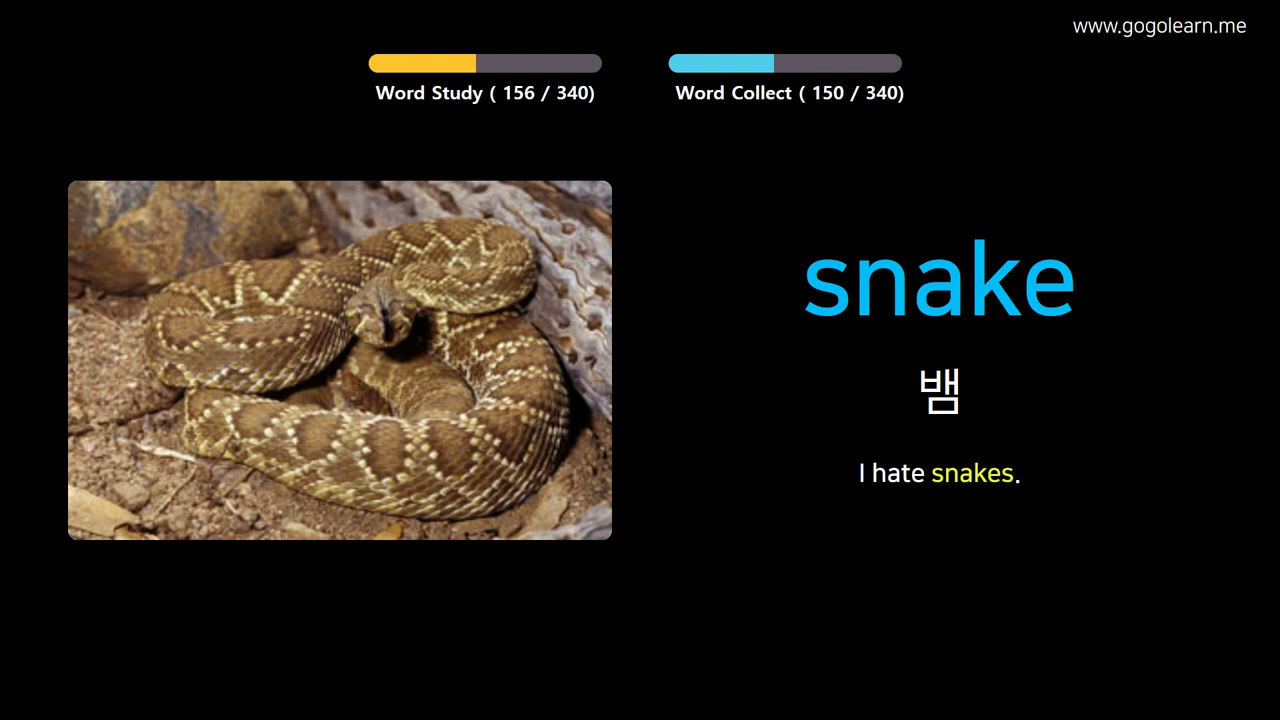 www.gogolearn.me
Word Study ( 156 / 340)
Word Collect ( 150 / 340)
snake
뱀
I hate snakes.